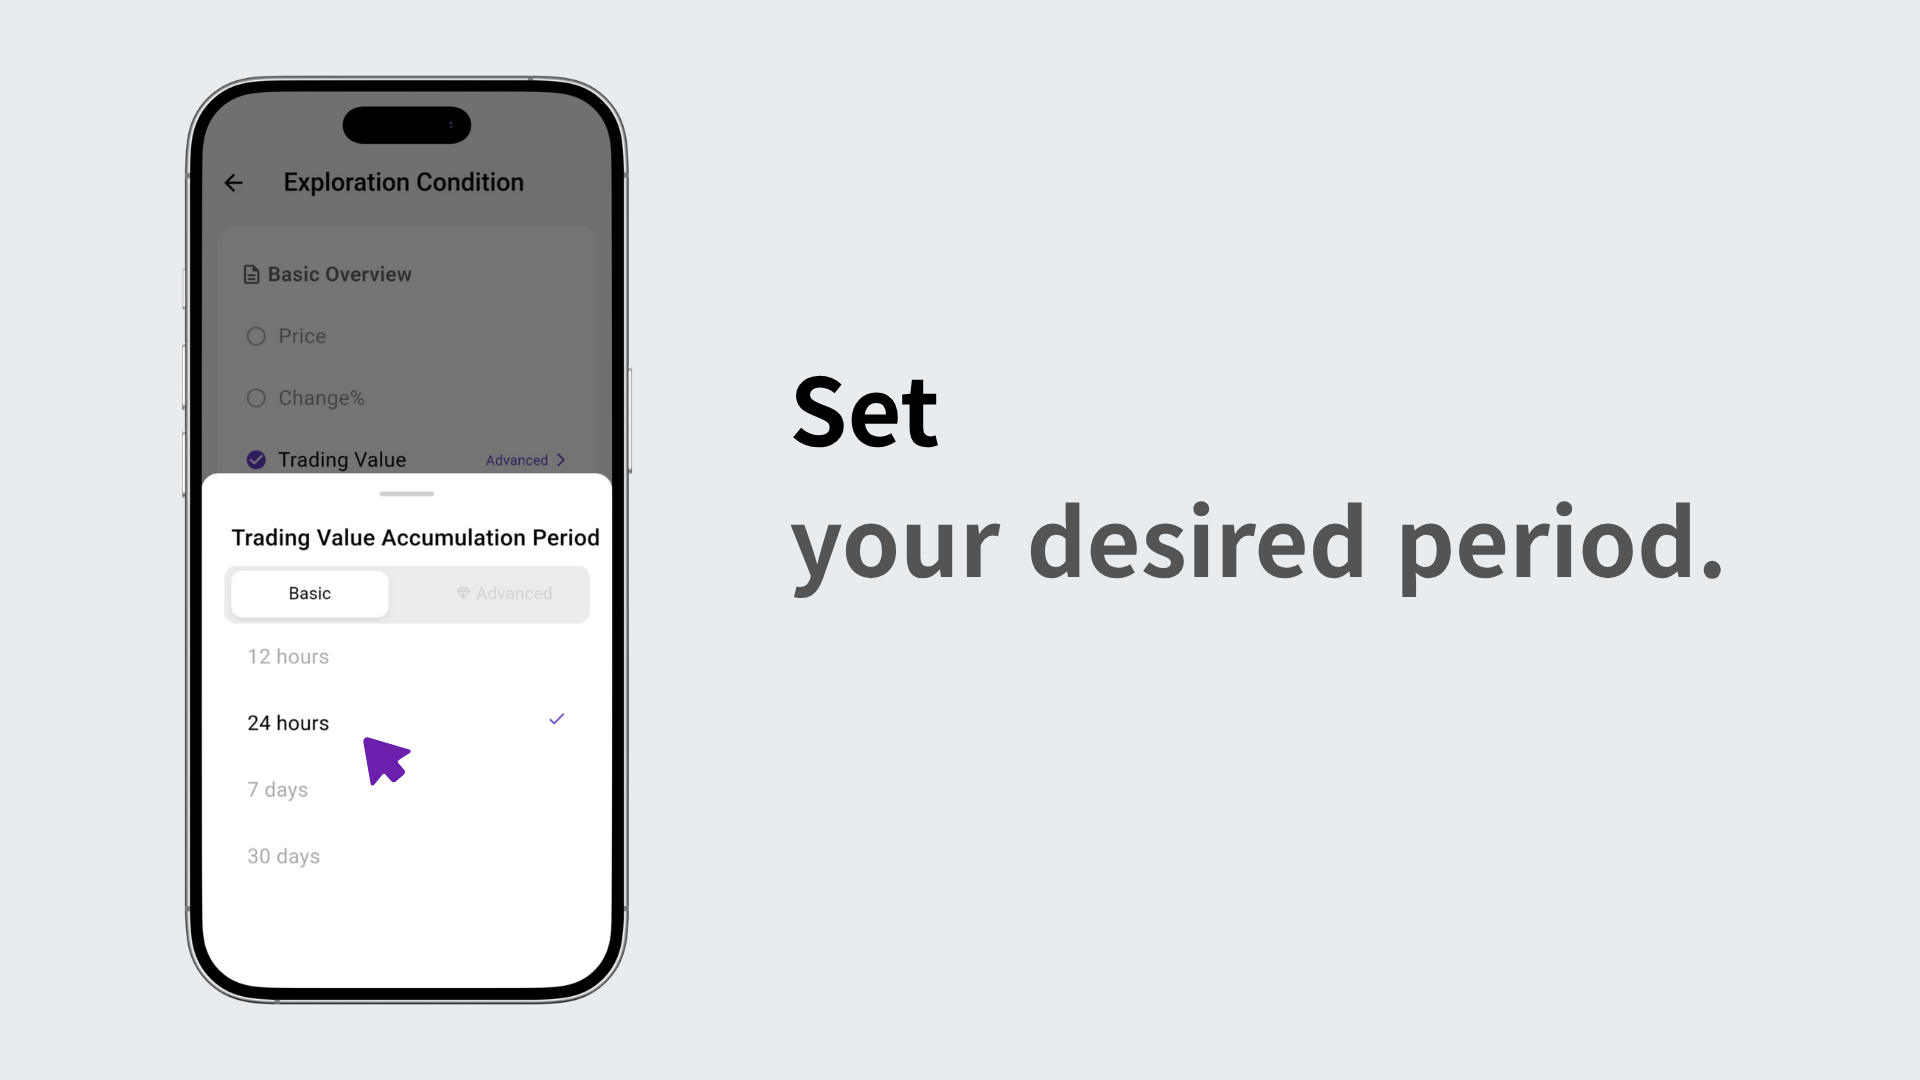 Exploration Condition
Basic Overview
Price
Change%
Trading Value
Advanced
Trading Value Accumulation Period
Basic
Advanced
12 hours
24 hours
7 days
30 days
Set
your desired period.